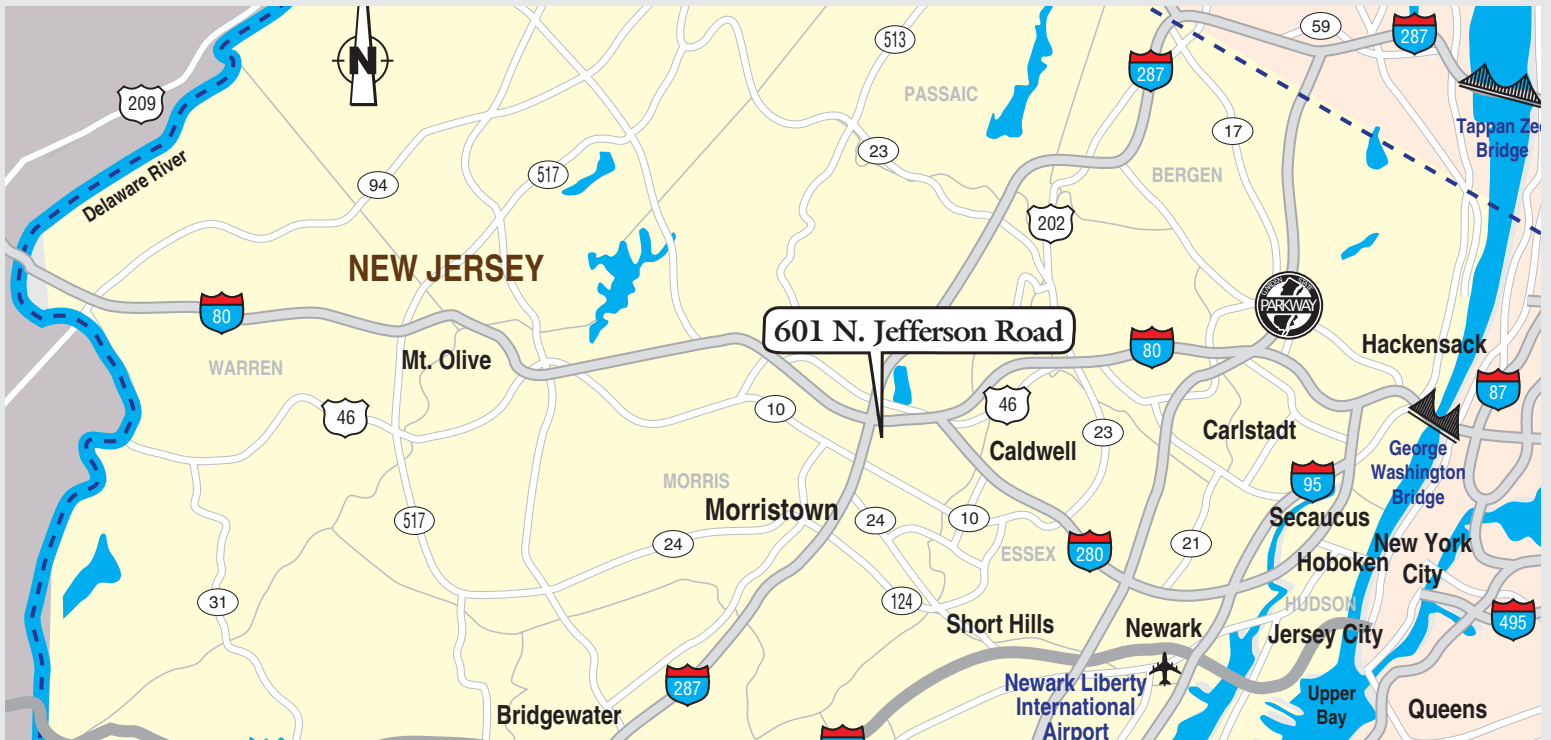 513
59
287
287
209
PASSAIC
Tappan Zee
Bridge
17
23
Delaware River
94
517
BERGEN
202
NEW JERSEY
80
GARDEN STATE
PARKWAY
601 N. Jefferson Road
80
Hackensack
WARREN
Mt. Olive
87
46
10
46
23
Caldwell
Carlstadt
George
Washington
Bridge
MORRIS
95
Morristown
517
24
24
10
Secaucus
ESSEX
280
21
New York
City
Hoboken
31
124
HUDSON
495
Short Hills
Newark
Jersey City
287
Newark Liberty
International
Airport
Bridgewater
Upper
Bay
Queens
N